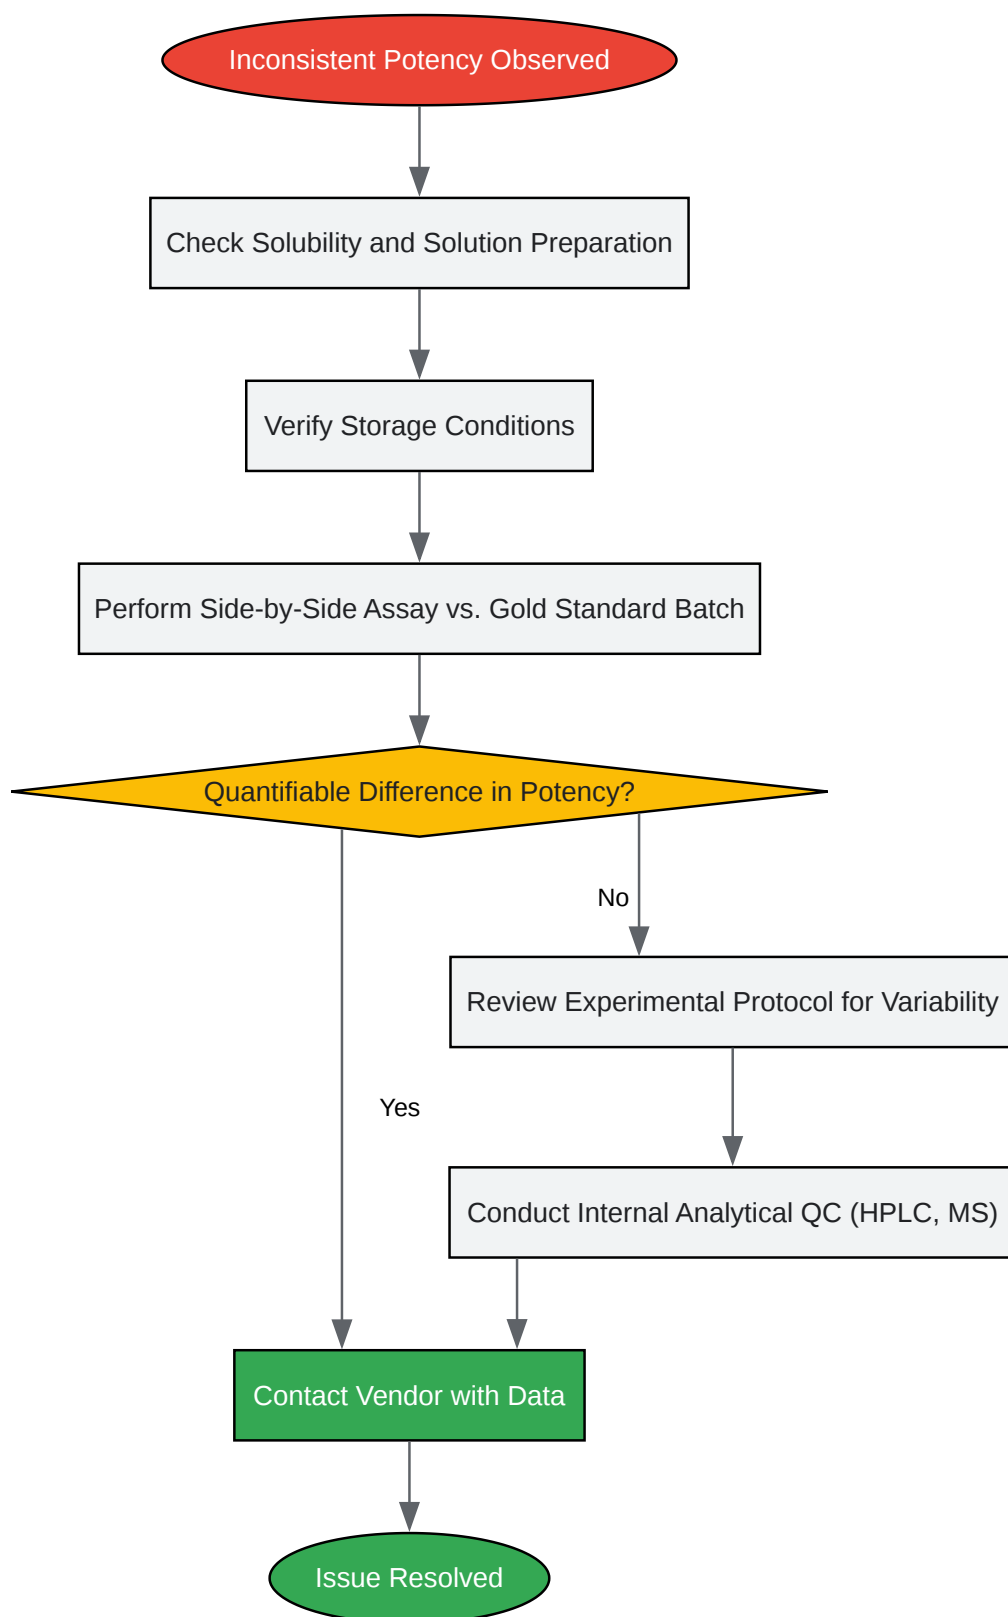 Inconsistent Potency Observed
Check Solubility and Solution Preparation
Verify Storage Conditions
Perform Side-by-Side Assay vs. Gold Standard Batch
Quantifiable Difference in Potency?
No
Review Experimental Protocol for Variability
Yes
Conduct Internal Analytical QC (HPLC, MS)
Contact Vendor with Data
Issue Resolved